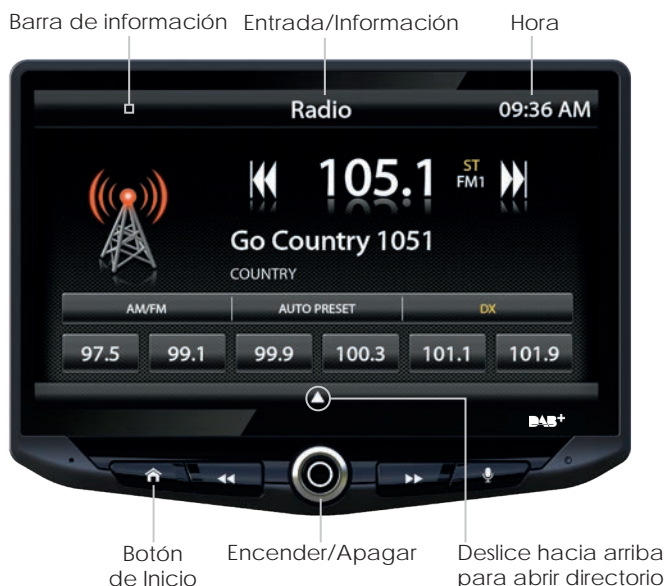 Barra de información Entrada/Información Hora
Radio 09:36 AM
105.1 ST FM1
Go Country 1051
COUNTRY
AM/FM AUTO PRESET DX
97.5 99.1 99.9 100.3 101.1 101.9
DAB+
Botón de Inicio
Encender/Apagar
Deslice hacia arriba
para abrir directorio